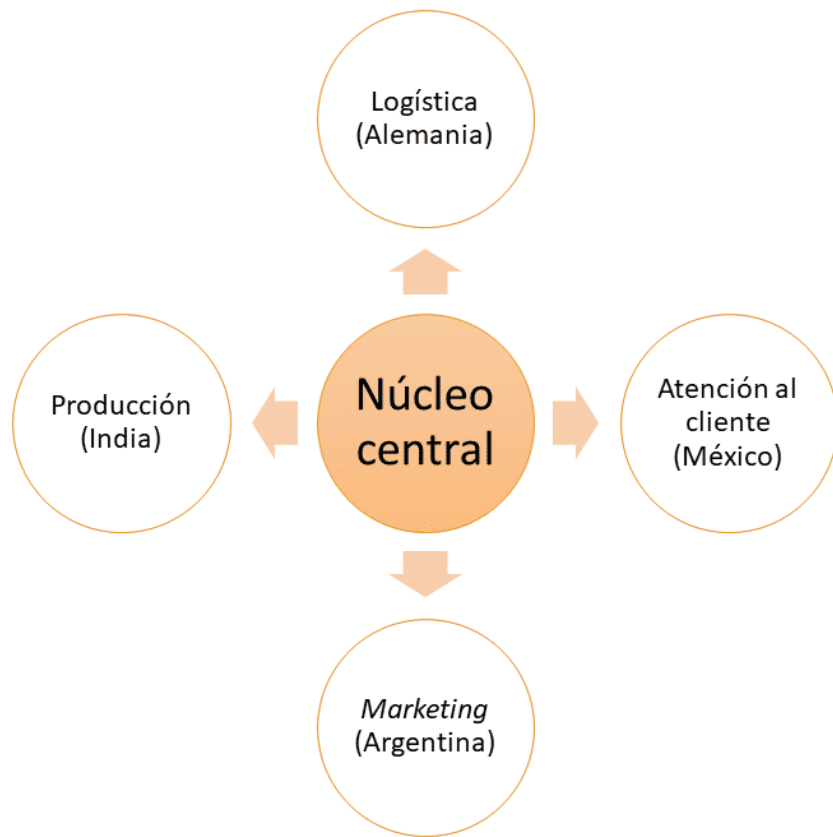 Logística
(Alemania)
Producción
(India)
Núcleo
central
Atención al
cliente
(México)
Marketing
(Argentina)